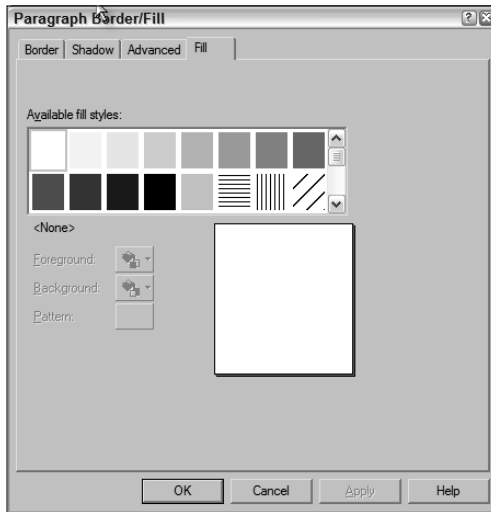 Paragraph Border/Fill
Border Shadow Advanced Fill
Available fill styles:
<None>
Foreground:
Background:
Pattern:
OK Cancel Apply Help